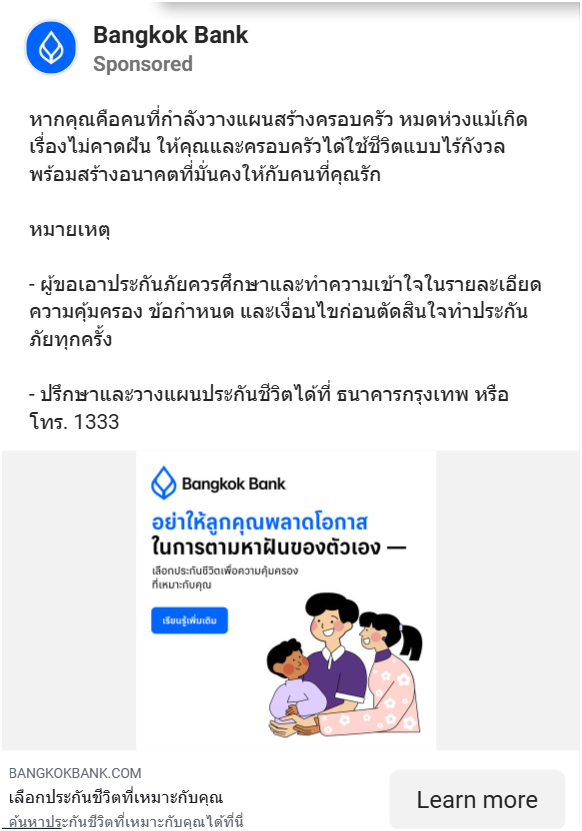 Bangkok Bank
Sponsored
หากคุณคือคนที่กำลังวางแผนสร้างครอบครัว หมดห่วงแม้เกิด
เรื่องไม่คาดฝัน ให้คุณและครอบครัวได้ใช้ชีวิตแบบไร้กังวล
พร้อมสร้างอนาคตที่มั่นคงให้กับคนที่คุณรัก
หมายเหตุ
- ผู้ขอเอาประกันภัยควรศึกษาและทำความเข้าใจในรายละเอียด
ความคุ้มครอง ข้อกำหนด และเงื่อนไขก่อนตัดสินใจทำประกัน
ภัยทุกครั้ง
- ปรึกษาและวางแผนประกันชีวิตได้ที่ ธนาคารกรุงเทพ หรือ
โทร. 1333
Bangkok Bank
อย่าให้ลูกคุณพลาดโอกาส
ในการตามหาฝันของตัวเอง —
เลือกประกันชีวิตเพื่อความคุ้มครอง
ที่เหมาะกับคุณ
เรียนรู้เพิ่มเติม
BANGKOKBANK.COM
เลือกประกันชีวิตที่เหมาะกับคุณ
ค้นหาประกันชีวิตที่เหมาะกับคุณได้ที่นี่
Learn more